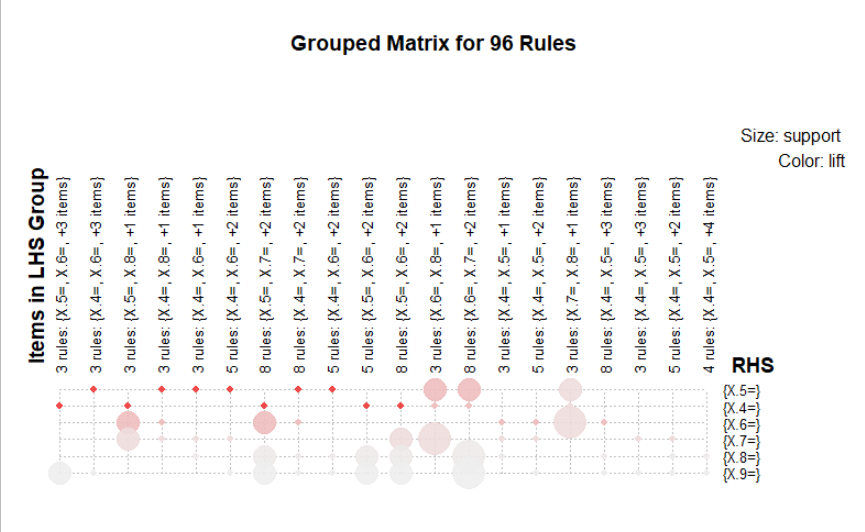 Grouped Matrix for 96 Rules
Size: support
Color: lift
Items in LHS Group
3 rules: {X.5=, X.6=, +3 items}
3 rules: {X.4=, X.6=, +3 items}
3 rules: {X.5=, X.8=, +1 items}
3 rules: {X.4=, X.8=, +1 items}
3 rules: {X.4=, X.6=, +1 items}
5 rules: {X.4=, X.6=, +2 items}
8 rules: {X.5=, X.7=, +2 items}
8 rules: {X.4=, X.7=, +2 items}
5 rules: {X.4=, X.6=, +2 items}
5 rules: {X.5=, X.6=, +2 items}
8 rules: {X.5=, X.6=, +2 items}
3 rules: {X.6=, X.8=, +1 items}
8 rules: {X.6=, X.7=, +2 items}
3 rules: {X.4=, X.5=, +1 items}
5 rules: {X.4=, X.5=, +2 items}
3 rules: {X.7=, X.8=, +1 items}
8 rules: {X.4=, X.5=, +3 items}
3 rules: {X.4=, X.5=, +3 items}
5 rules: {X.4=, X.5=, +2 items}
4 rules: {X.4=, X.5=, +4 items}
RHS
{X.5=}
{X.4=}
{X.6=}
{X.7=}
{X.8=}
{X.9=}